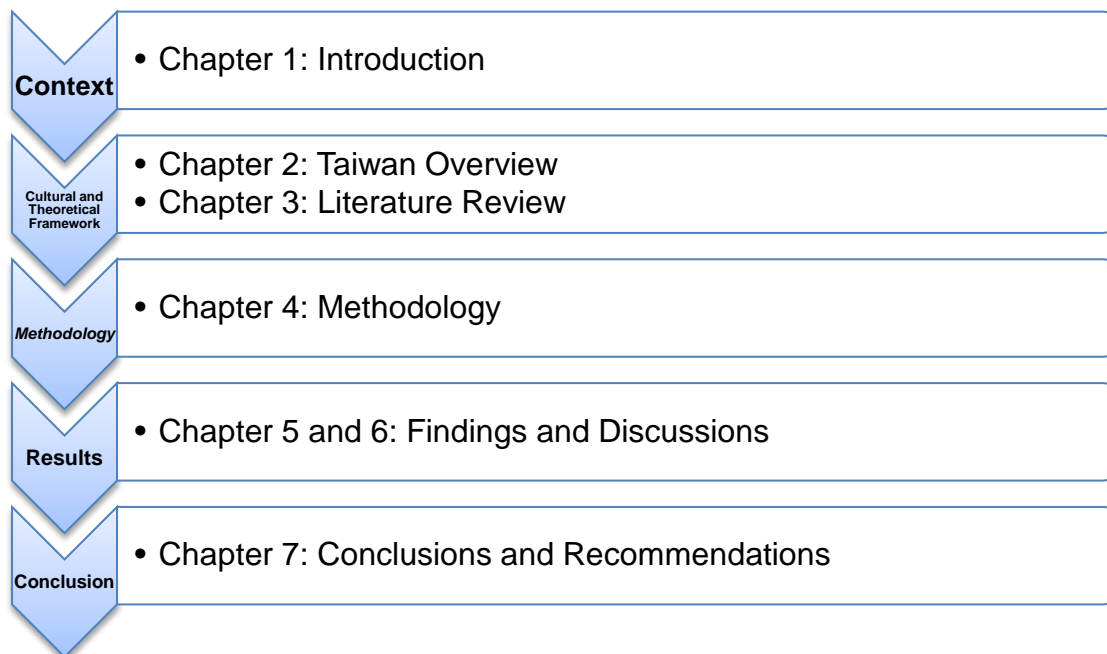 Context
• Chapter 1: Introduction
Cultural and
Theoretical
Framework
• Chapter 2: Taiwan Overview
• Chapter 3: Literature Review
Methodology
• Chapter 4: Methodology
Results
• Chapter 5 and 6: Findings and Discussions
Conclusion
• Chapter 7: Conclusions and Recommendations